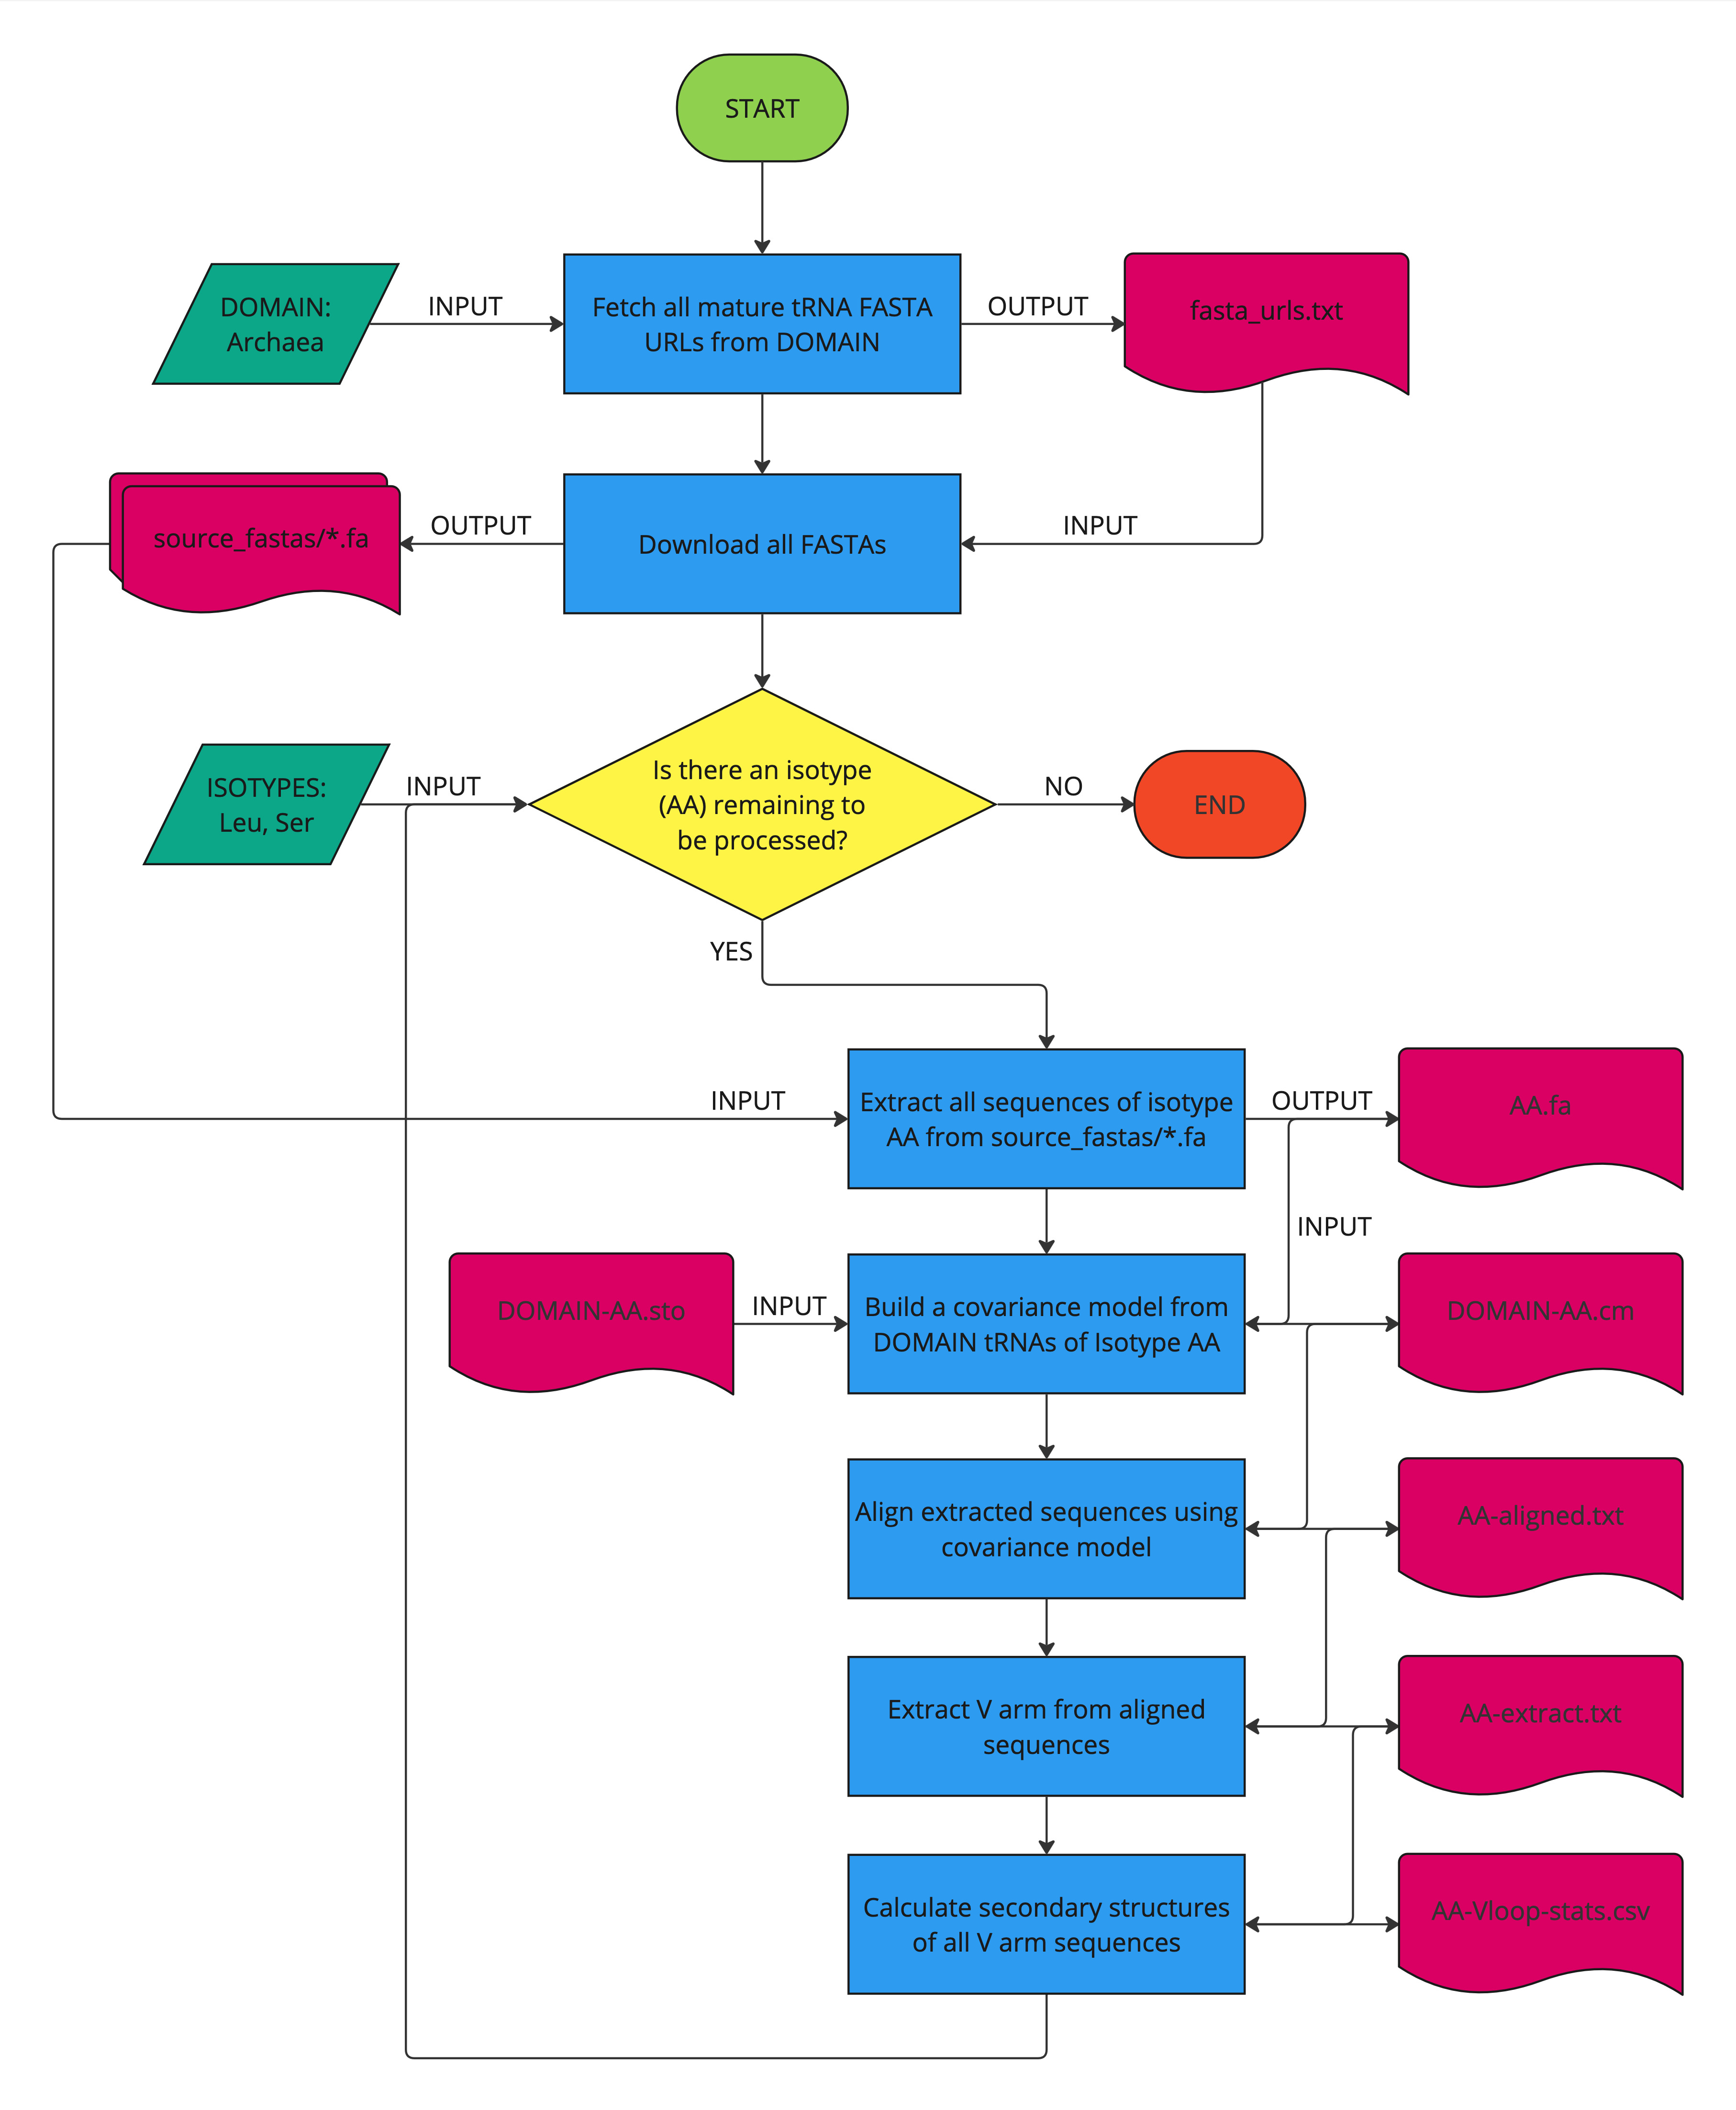 START
DOMAIN:
Archaea
INPUT
Fetch all mature tRNA FASTA
URLs from DOMAIN
OUTPUT
fasta_urls.txt
source_fastas/*.fa
OUTPUT
Download all FASTAs
INPUT
ISOTYPES:
Leu, Ser
INPUT
Is there an isotype
(AA) remaining to
be processed?
NO
END
YES
INPUT
Extract all sequences of isotype
AA from source_fastas/*.fa
OUTPUT
AA.fa
INPUT
DOMAIN-AA.sto
INPUT
Build a covariance model from
DOMAIN tRNAs of Isotype AA
DOMAIN-AA.cm
Align extracted sequences using
covariance model
AA-aligned.txt
Extract V arm from aligned
sequences
AA-extract.txt
Calculate secondary structures
of all V arm sequences
AA-Vloop-stats.csv